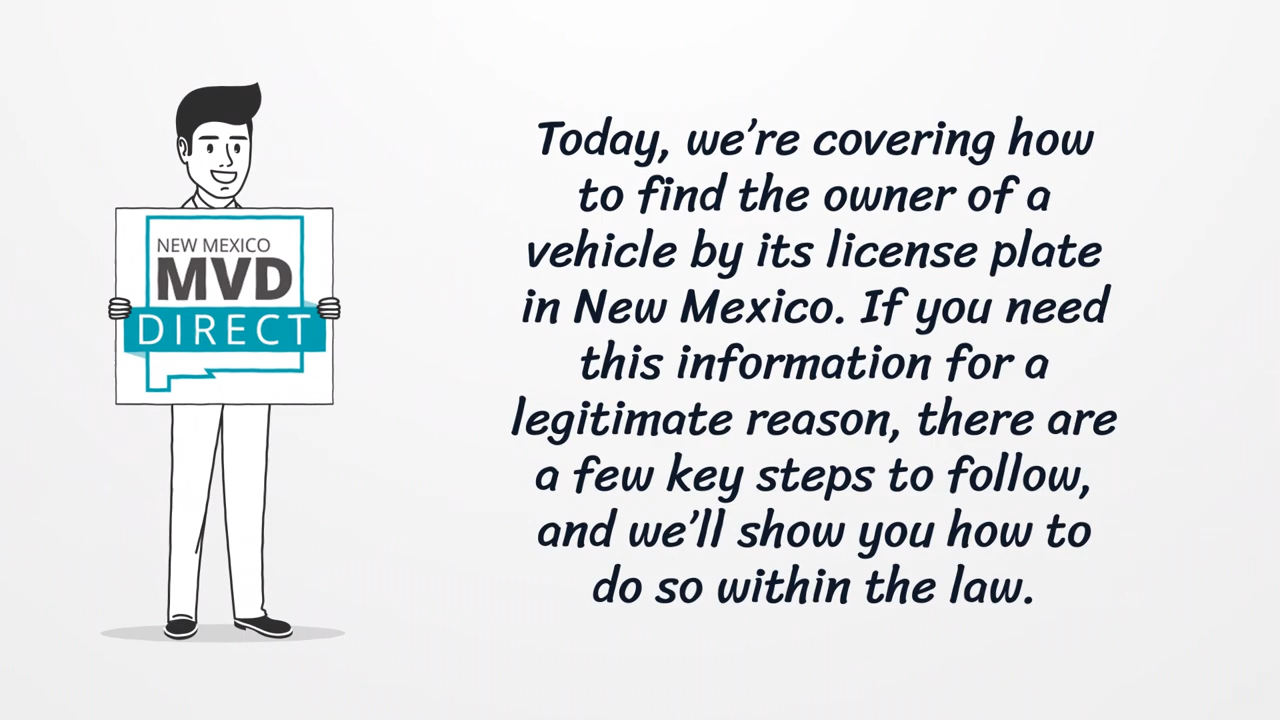 NEW MEXICO
MVD
DIRECT
Today, we're covering how
to find the owner of a
vehicle by its license plate
in New Mexico. If you need
this information for a
legitimate reason, there are
a few key steps to follow,
and we'll show you how to
do so within the law.